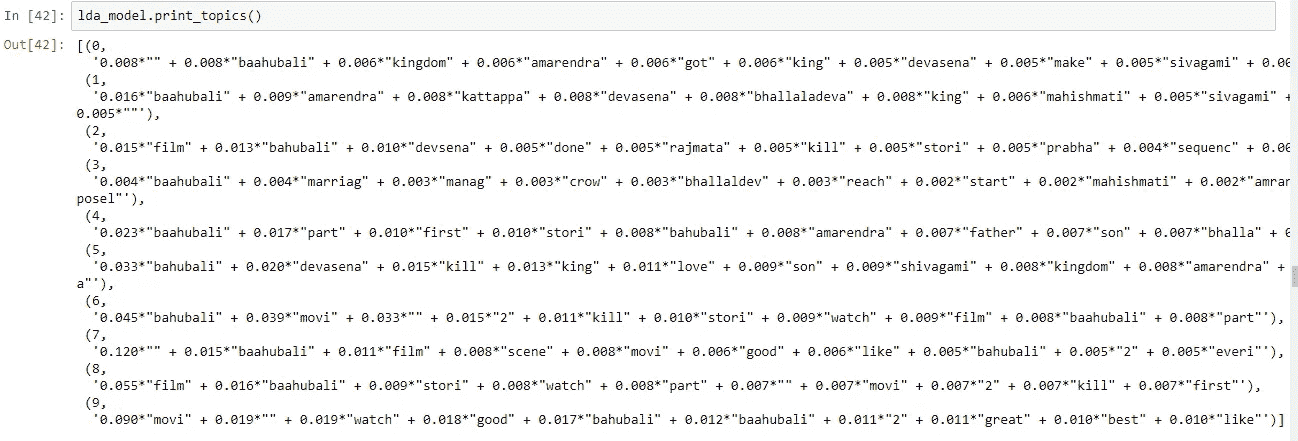 In [42]: lda_model.print_topics()
Out[42]: [(0,
'0.008*"" + 0.008*"baahubali" + 0.006*"kingdom" + 0.006*"amarendra" + 0.006*"got" + 0.006*"king" + 0.005*"devasena" + 0.005*"make" + 0.005*"sivagami" + 0.00
(1,
'0.016*"baahubali" + 0.009*"amarendra" + 0.008*"kattappa" + 0.008*"devasena" + 0.008*"bhallaladeva" + 0.008*"king" + 0.006*"mahishmati" + 0.005*"sivagami" +
0.005*""'),
(2,
'0.015*"film" + 0.013*"bahubali" + 0.010*"devsena" + 0.005*"done" + 0.005*"rajmata" + 0.005*"kill" + 0.005*"stori" + 0.005*"prabha" + 0.004*"sequenc" + 0.00
(3,
'0.004*"baahubali" + 0.004*"marriag" + 0.003*"manag" + 0.003*"crow" + 0.003*"bhallaldev" + 0.003*"reach" + 0.002*"start" + 0.002*"mahishmati" + 0.002*"amrar
posel"'),
(4,
'0.023*"baahubali" + 0.017*"part" + 0.010*"first" + 0.010*"stori" + 0.008*"bahubali" + 0.008*"amarendra" + 0.007*"father" + 0.007*"son" + 0.007*"bhalla" + 0
(5,
'0.033*"bahubali" + 0.020*"devasena" + 0.015*"kill" + 0.013*"king" + 0.011*"love" + 0.009*"son" + 0.009*"shivagami" + 0.008*"kingdom" + 0.008*"amarendra" +
a"'),
(6,
'0.045*"bahubali" + 0.039*"movi" + 0.033*"" + 0.015*"2" + 0.011*"kill" + 0.010*"stori" + 0.009*"watch" + 0.009*"film" + 0.008*"baahubali" + 0.008*"part"'),
(7,
'0.120*"" + 0.015*"baahubali" + 0.011*"film" + 0.008*"scene" + 0.008*"movi" + 0.006*"good" + 0.006*"like" + 0.005*"bahubali" + 0.005*"2" + 0.005*"everi"'),
(8,
'0.055*"film" + 0.016*"baahubali" + 0.009*"stori" + 0.008*"watch" + 0.008*"part" + 0.007*"" + 0.007*"movi" + 0.007*"2" + 0.007*"kill" + 0.007*"first"'),
(9,
'0.090*"movi" + 0.019*"" + 0.019*"watch" + 0.018*"good" + 0.017*"bahubali" + 0.012*"baahubali" + 0.011*"2" + 0.011*"great" + 0.010*"best" + 0.010*"like"')]